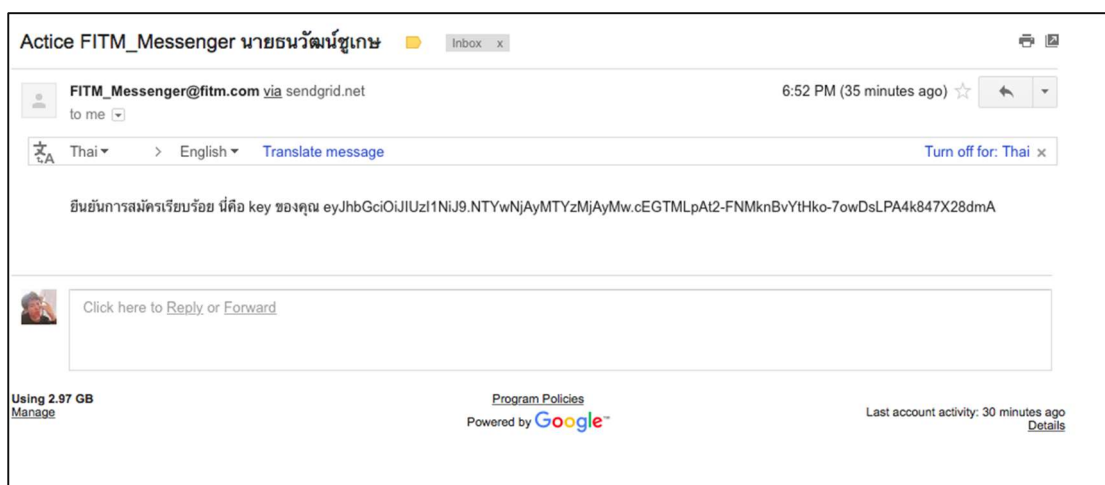 Actice FITM_Messenger นายธนวัฒน์ชูเกษ Inbox x
FITM_Messenger@fitm.com via sendgrid.net 6:52 PM (35 minutes ago)
to me
Thai > English Translate message Turn off for: Thai x
ยืนยันการสมัครเรียบร้อย นี่คือ key ของคุณ eyJhbGciOiJIUzI1NiJ9.NTYwNjAyMTYzMjAyMw.cEGTMLpAt2-FNMknBvYtHko-7owDsLPA4k847X28dmA
Click here to Reply or Forward
Using 2.97 GB
Manage
Program Policies
Powered by Google™
Last account activity: 30 minutes ago
Details